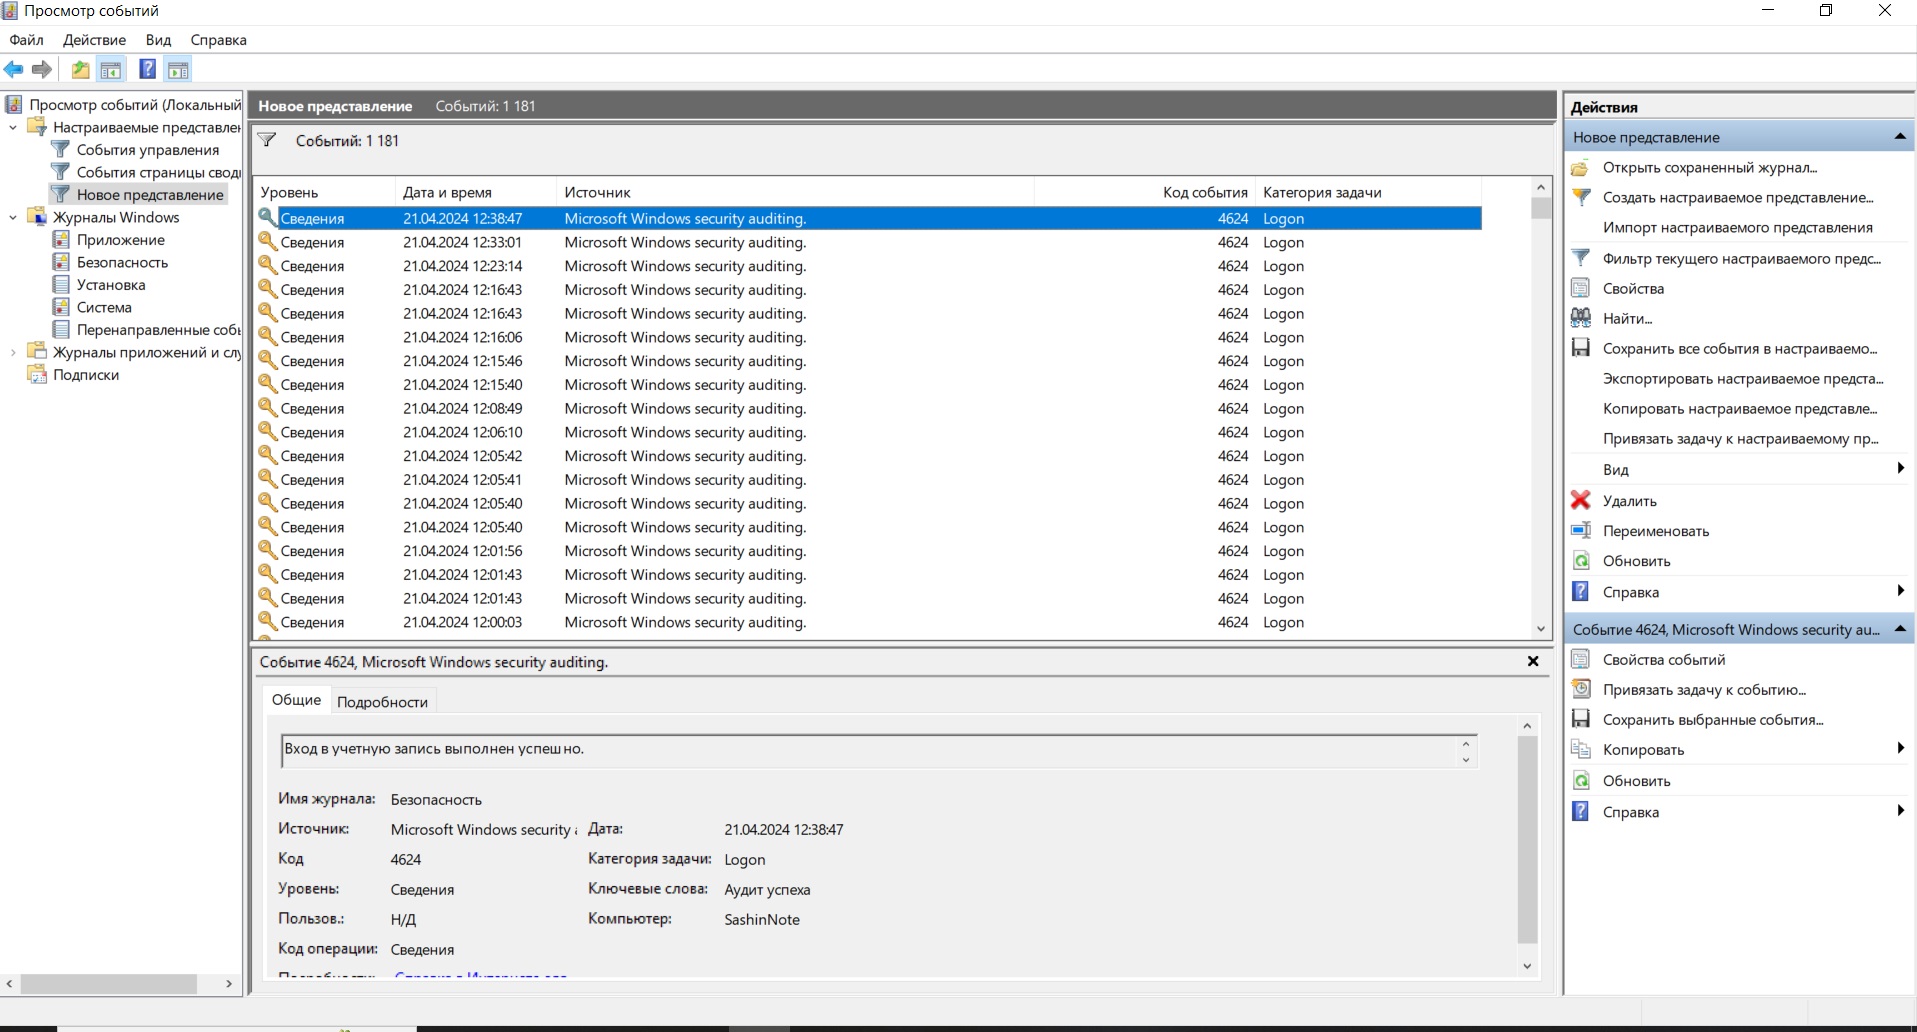 Просмотр событий
Файл Действие Вид Справка
Просмотр событий (Локальный
Настраиваемые представлен
События управления
События страницы свод
Новое представление
Журналы Windows
Приложение
Безопасность
Установка
Система
Перенаправленные соб
Журналы приложений и сл
Подписки
Новое представление Событий: 1 181
Событий: 1 181
Уровень Дата и время Источник Код события Категория задачи
Сведения 21.04.2024 12:38:47 Microsoft Windows security auditing. 4624 Logon
Сведения 21.04.2024 12:33:01 Microsoft Windows security auditing. 4624 Logon
Сведения 21.04.2024 12:23:14 Microsoft Windows security auditing. 4624 Logon
Сведения 21.04.2024 12:16:43 Microsoft Windows security auditing. 4624 Logon
Сведения 21.04.2024 12:16:43 Microsoft Windows security auditing. 4624 Logon
Сведения 21.04.2024 12:16:06 Microsoft Windows security auditing. 4624 Logon
Сведения 21.04.2024 12:15:46 Microsoft Windows security auditing. 4624 Logon
Сведения 21.04.2024 12:15:40 Microsoft Windows security auditing. 4624 Logon
Сведения 21.04.2024 12:08:49 Microsoft Windows security auditing. 4624 Logon
Сведения 21.04.2024 12:06:10 Microsoft Windows security auditing. 4624 Logon
Сведения 21.04.2024 12:05:42 Microsoft Windows security auditing. 4624 Logon
Сведения 21.04.2024 12:05:41 Microsoft Windows security auditing. 4624 Logon
Сведения 21.04.2024 12:05:40 Microsoft Windows security auditing. 4624 Logon
Сведения 21.04.2024 12:05:40 Microsoft Windows security auditing. 4624 Logon
Сведения 21.04.2024 12:01:56 Microsoft Windows security auditing. 4624 Logon
Сведения 21.04.2024 12:01:43 Microsoft Windows security auditing. 4624 Logon
Сведения 21.04.2024 12:01:43 Microsoft Windows security auditing. 4624 Logon
Сведения 21.04.2024 12:00:03 Microsoft Windows security auditing. 4624 Logon
Событие 4624, Microsoft Windows security auditing.
Общие Подробности
Вход в учетную запись выполнен успешно.
Имя журнала: Безопасность
Источник: Microsoft Windows security Дата: 21.04.2024 12:38:47
Код 4624 Категория задачи: Logon
Уровень: Сведения Ключевые слова: Аудит успеха
Пользов.: Н/Д Компьютер: SashinNote
Код операции: Сведения
Действия
Новое представление
Открыть сохраненный журнал...
Создать настраиваемое представление...
Импорт настраиваемого представления
Фильтр текущего настраиваемого предс...
Свойства
Найти...
Сохранить все события в настраиваемо...
Экспортировать настраиваемое предста...
Копировать настраиваемое представле...
Привязать задачу к настраиваемому пр...
Вид
Удалить
Переименовать
Обновить
Справка
Событие 4624, Microsoft Windows security au...
Свойства событий
Привязать задачу к событию...
Сохранить выбранные события...
Копировать
Обновить
Справка